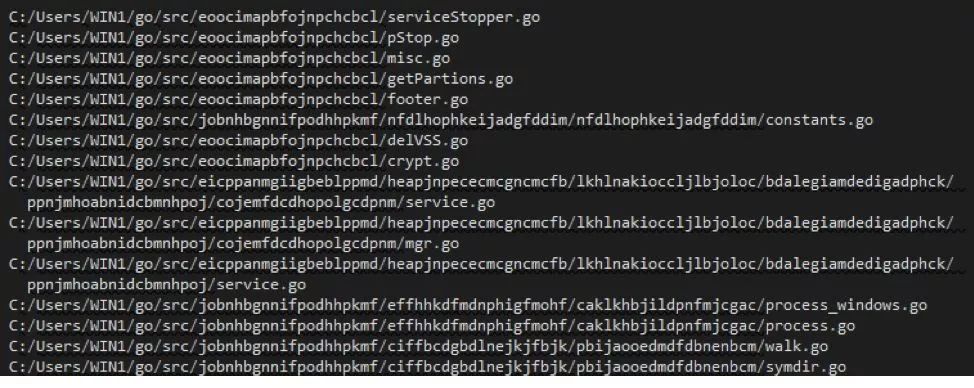 C:/Users/WIN1/go/src/eoocimapbfojnpchcbcl/serviceStopper.go
C:/Users/WIN1/go/src/eoocimapbfojnpchcbcl/pStop.go
C:/Users/WIN1/go/src/eoocimapbfojnpchcbcl/misc.go
C:/Users/WIN1/go/src/eoocimapbfojnpchcbcl/getPartions.go
C:/Users/WIN1/go/src/eoocimapbfojnpchcbcl/footer.go
C:/Users/WIN1/go/src/jobnhbgnnifpodhhpkmf/nfdlhophkeijadgfddim/nfdlhophkeijadgfddim/constants.go
C:/Users/WIN1/go/src/eoocimapbfojnpchcbcl/delVSS.go
C:/Users/WIN1/go/src/eoocimapbfojnpchcbcl/crypt.go
C:/Users/WIN1/go/src/eicppanmgiigbeblppmd/heapjnpececmcgncmcfb/lkhlnakioccljlbjoloc/bdalegiamdedigadphck/
ppnjmhoabnidcbmnhpoj/cojemfdcdhopolgcdpnm/service.go
C:/Users/WIN1/go/src/eicppanmgiigbeblppmd/heapjnpececmcgncmcfb/lkhlnakioccljlbjoloc/bdalegiamdedigadphck/
ppnjmhoabnidcbmnhpoj/cojemfdcdhopolgcdpnm/mgr.go
C:/Users/WIN1/go/src/eicppanmgiigbeblppmd/heapjnpececmcgncmcfb/lkhlnakioccljlbjoloc/bdalegiamdedigadphck/
ppnjmhoabnidcbmnhpoj/service.go
C:/Users/WIN1/go/src/jobnhbgnnifpodhhpkmf/effhhkdfmdnphigfmohf/caklkhbjildpnfmjcgac/process_windows.go
C:/Users/WIN1/go/src/jobnhbgnnifpodhhpkmf/effhhkdfmdnphigfmohf/caklkhbjildpnfmjcgac/process.go
C:/Users/WIN1/go/src/jobnhbgnnifpodhhpkmf/ciffbcdgbdlnejkjfbjk/pbijaooedmdfdbnenbcm/walk.go
C:/Users/WIN1/go/src/jobnhbgnnifpodhhpkmf/ciffbcdgbdlnejkjfbjk/pbijaooedmdfdbnenbcm/symdir.go